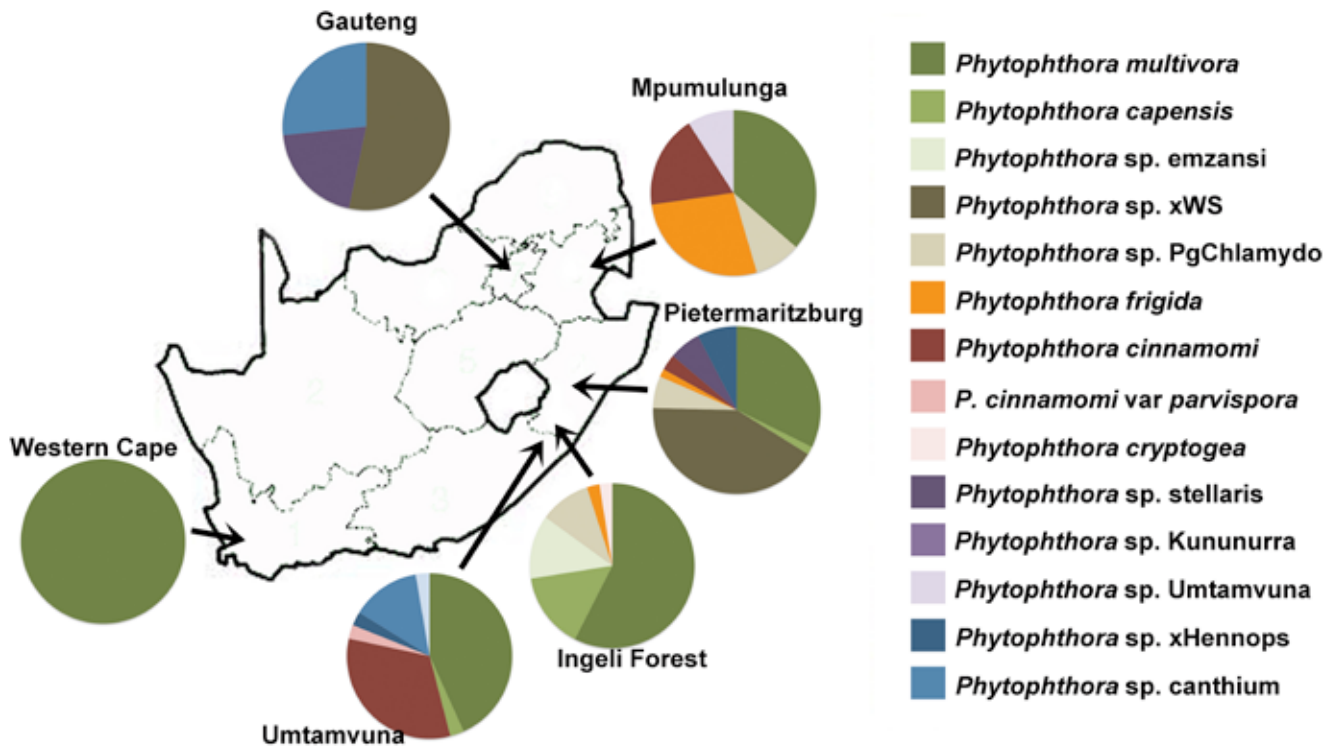 Gauteng
Mpumulunga
Pietermaritzburg
Western Cape
Ingeli Forest
Umtamvuna
Phytophthora multivora
Phytophthora capensis
Phytophthora sp. emzansi
Phytophthora sp. xWS
Phytophthora sp. PgChlamydo
Phytophthora frigida
Phytophthora cinnamomi
P. cinnamomi var parvispora
Phytophthora cryptogea
Phytophthora sp. stellaris
Phytophthora sp. Kununurra
Phytophthora sp. Umtamvuna
Phytophthora sp. xHennops
Phytophthora sp. canthium